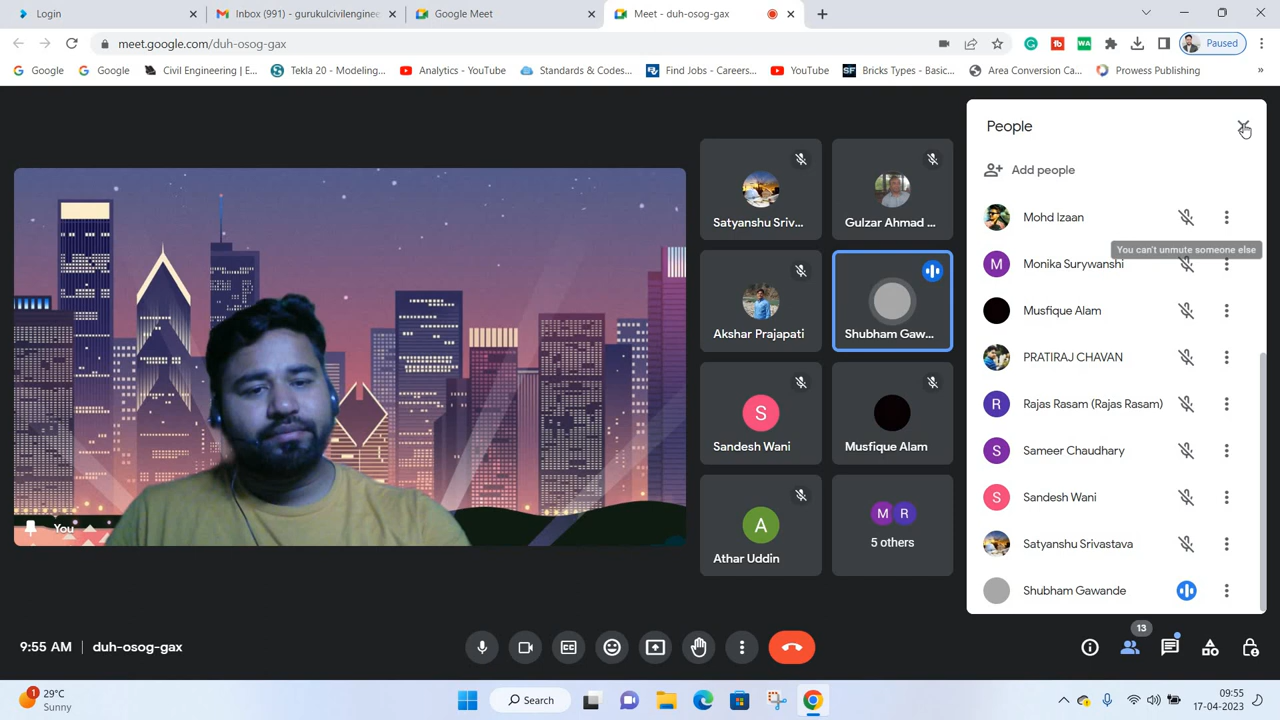 Login
Inbox (991) - gurukulcivilenginee
Google Meet
Meet - duh-osog-gax
meet.google.com/duh-osog-gax
Paused
Google
Google
Civil Engineering | E...
Tekla 20 - Modeling...
Analytics - YouTube
Standards & Codes...
Find Jobs - Careers...
YouTube
Bricks Types - Basic...
Area Conversion Ca...
Prowess Publishing
»
You
Satyanshu Sriv...
Gulzar Ahmad ...
Akshar Prajapati
Shubham Gaw...
S
Sandesh Wani
Musfique Alam
A
Athar Uddin
M R
5 others
People
Add people
Mohd Izaan
You can't unmute someone else
M Monika Surywanshi
Musfique Alam
PRATIRAJ CHAVAN
R Rajas Rasam (Rajas Rasam)
S Sameer Chaudhary
S Sandesh Wani
Satyanshu Srivastava
Shubham Gawande
9:55 AM duh-osog-gax
CC
13
1
29°C
Sunny
Search
09:55
17-04-2023